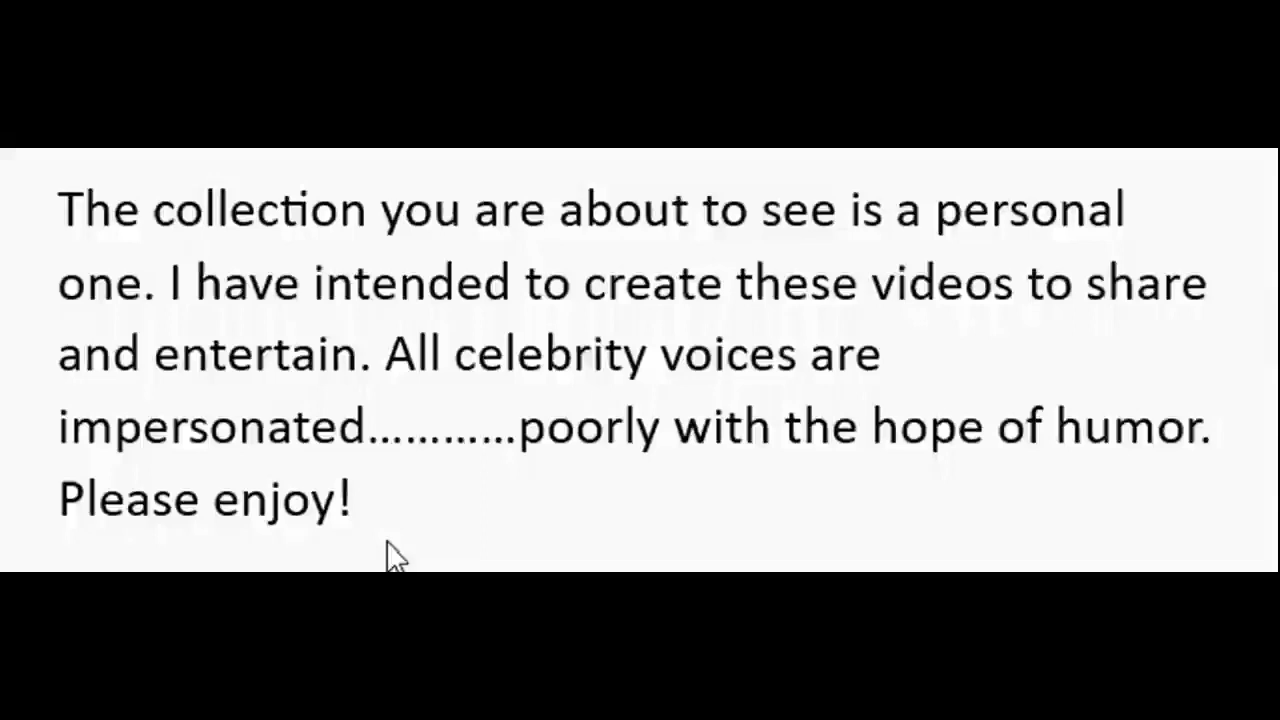 The collection you are about to see is a personal
one. I have intended to create these videos to share
and entertain. All celebrity voices are
impersonated............poorly with the hope of humor.
Please enjoy!